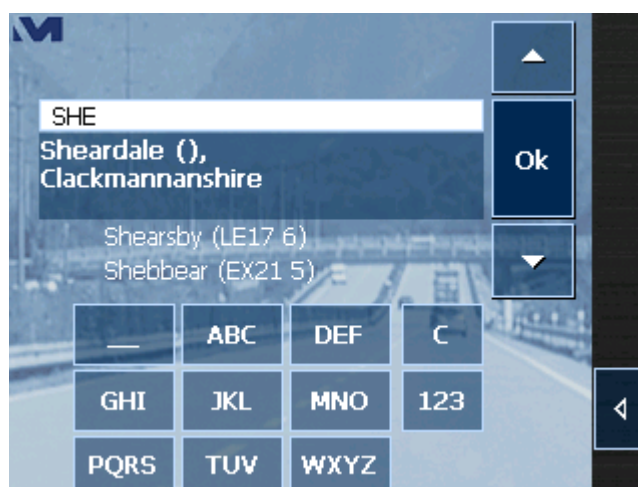 SHE
Sheardale (),
Clackmannanshire
Ok
Shearsby (LE17 6)
Shebbear (EX21 5)
__ ABC DEF C
GHI JKL MNO 123
PQRS TUV WXYZ